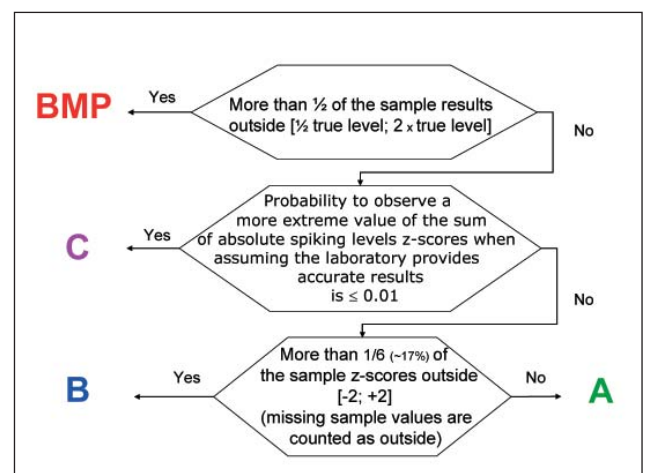 More than ½ of the sample results
outside [½ true level; 2 x true level]
Yes
BMP
No
Probability to observe a
more extreme value of the sum
of absolute spiking levels z-scores when
assuming the laboratory provides
accurate results
is ≤ 0.01
Yes
C
No
More than 1/6 (~17%) of
the sample z-scores outside
[-2; +2]
(missing sample values are
counted as outside)
Yes
B
No
A